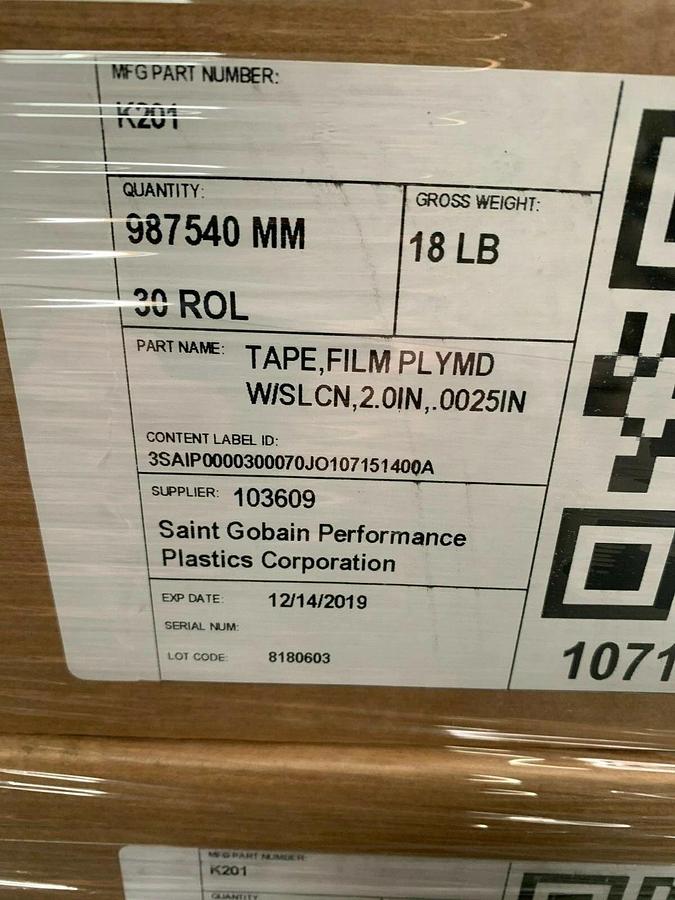 MFG PART NUMBER:
K201
QUANTITY:
987540 MM
30 ROL
GROSS WEIGHT:
18 LB
PART NAME: TAPE,FILM PLYMD
W/SLCN,2.0IN,.0025IN
CONTENT LABEL ID:
3SAIP0000300070JO107151400A
SUPPLIER: 103609
Saint Gobain Performance
Plastics Corporation
EXP DATE: 12/14/2019
SERIAL NUM:
LOT CODE: 8180603
1071
MFG PART NUMBER:
K201
QUANTITY: